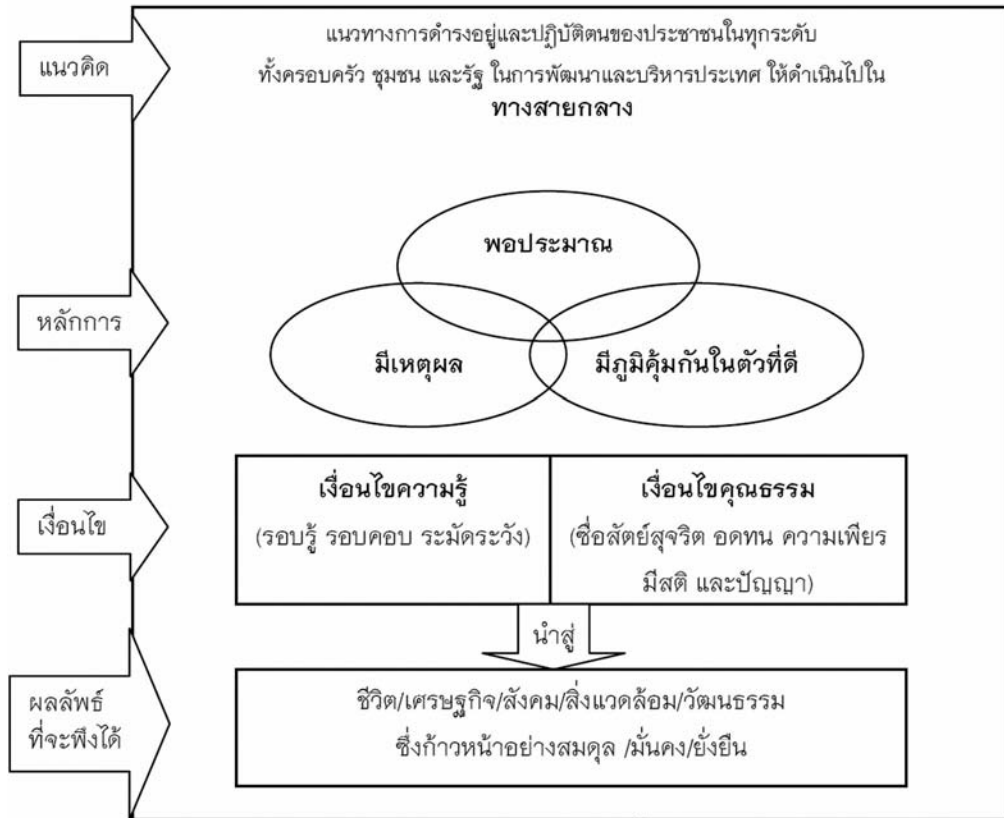 แนวคิด
แนวทางการดำรงอยู่และปฏิบัติตนของประชาชนในทุกระดับ
ทั้งครอบครัว ชุมชน และรัฐ ในการพัฒนาและบริหารประเทศ ให้ดำเนินไปใน
ทางสายกลาง
หลักการ
พอประมาณ
มีเหตุผล
มีภูมิคุ้มกันในตัวที่ดี
เงื่อนไข
เงื่อนไขความรู้
(รอบรู้ รอบคอบ ระมัดระวัง)
เงื่อนไขคุณธรรม
(ซื่อสัตย์สุจริต อดทน ความเพียร
มีสติ และปัญญา)
นำสู่
ผลลัพธ์
ที่จะพึงได้
ชีวิต/เศรษฐกิจ/สังคม/สิ่งแวดล้อม/วัฒนธรรม
ซึ่งก้าวหน้าอย่างสมดุล /มั่นคง/ยั่งยืน